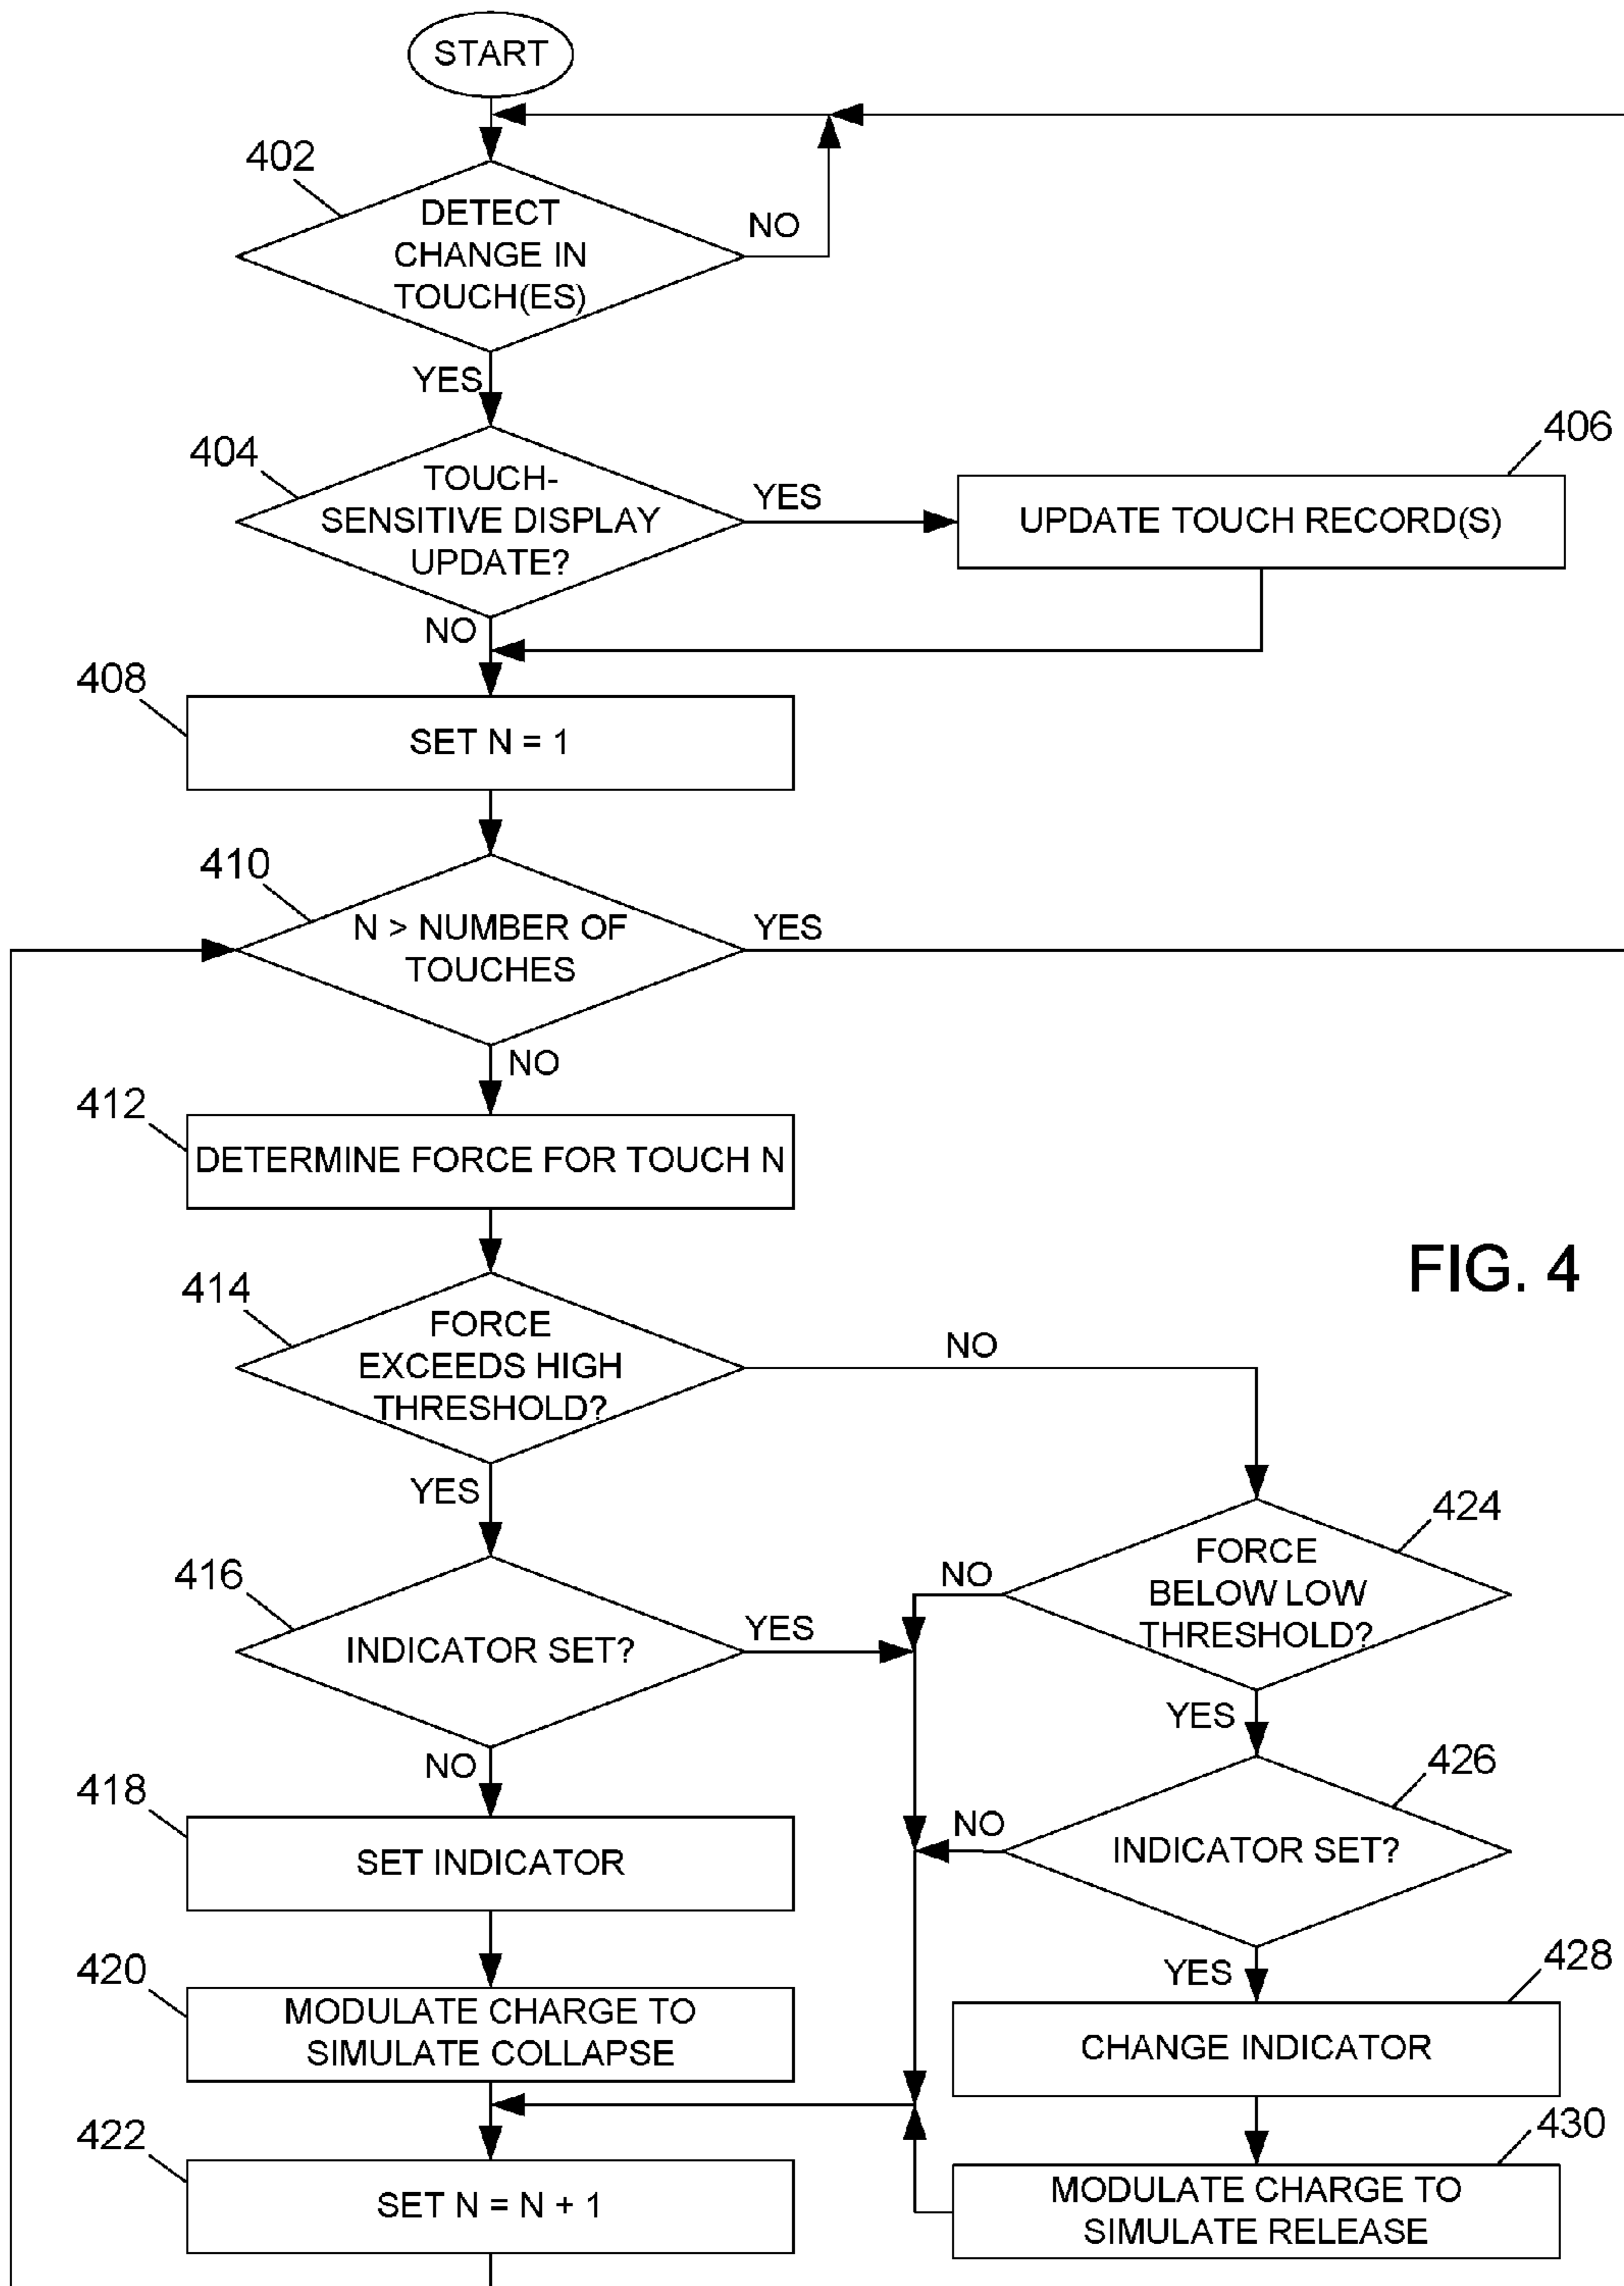 START
402
DETECT
CHANGE IN
TOUCH(ES)
NO
YES
404
TOUCH-
SENSITIVE DISPLAY
UPDATE?
YES
406
UPDATE TOUCH RECORD(S)
NO
408
SET N = 1
410
N > NUMBER OF
TOUCHES
YES
NO
412
DETERMINE FORCE FOR TOUCH N
FIG. 4
414
FORCE
EXCEEDS HIGH
THRESHOLD?
NO
YES
424
FORCE
BELOW LOW
THRESHOLD?
NO
YES
416
INDICATOR SET?
YES
NO
426
INDICATOR SET?
NO
YES
418
SET INDICATOR
428
CHANGE INDICATOR
420
MODULATE CHARGE TO
SIMULATE COLLAPSE
430
MODULATE CHARGE TO
SIMULATE RELEASE
422
SET N = N + 1